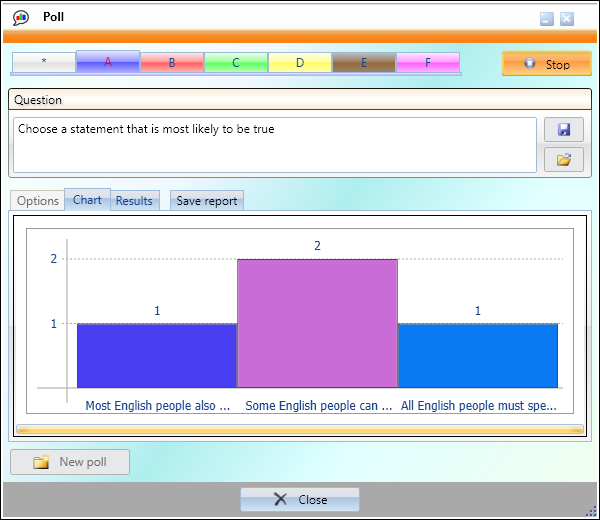 Poll
* A B C D E F Stop
Question
Choose a statement that is most likely to be true
Options Chart Results Save report
2
2
1 1 1
Most English people also ... Some English people can ... All English people must spe...
New poll
Close